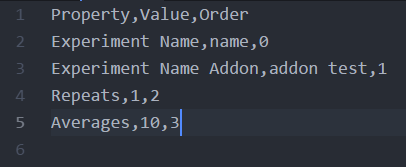 1 Property,Value,Order
2 Experiment Name,name,0
3 Experiment Name Addon,addon test,1
4 Repeats,1,2
5 Averages,10,3
6